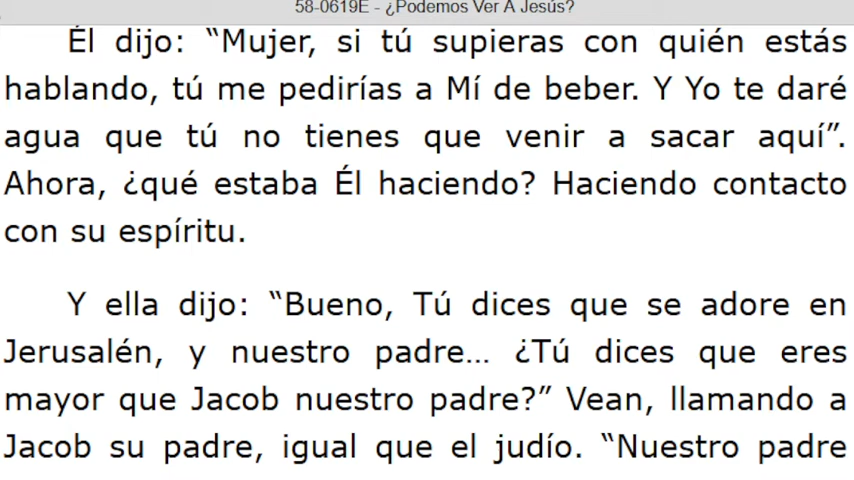 58-0619E - ¿Podemos Ver A Jesús?
Él dijo: “Mujer, si tú supieras con quién estás
hablando, tú me pedirías a Mí de beber. Y Yo te daré
agua que tú no tienes que venir a sacar aquí”.
Ahora, ¿qué estaba Él haciendo? Haciendo contacto
con su espíritu.
Y ella dijo: “Bueno, Tú dices que se adore en
Jerusalén, y nuestro padre… ¿Tú dices que eres
mayor que Jacob nuestro padre?” Vean, llamando a
Jacob su padre, igual que el judío. “Nuestro padre